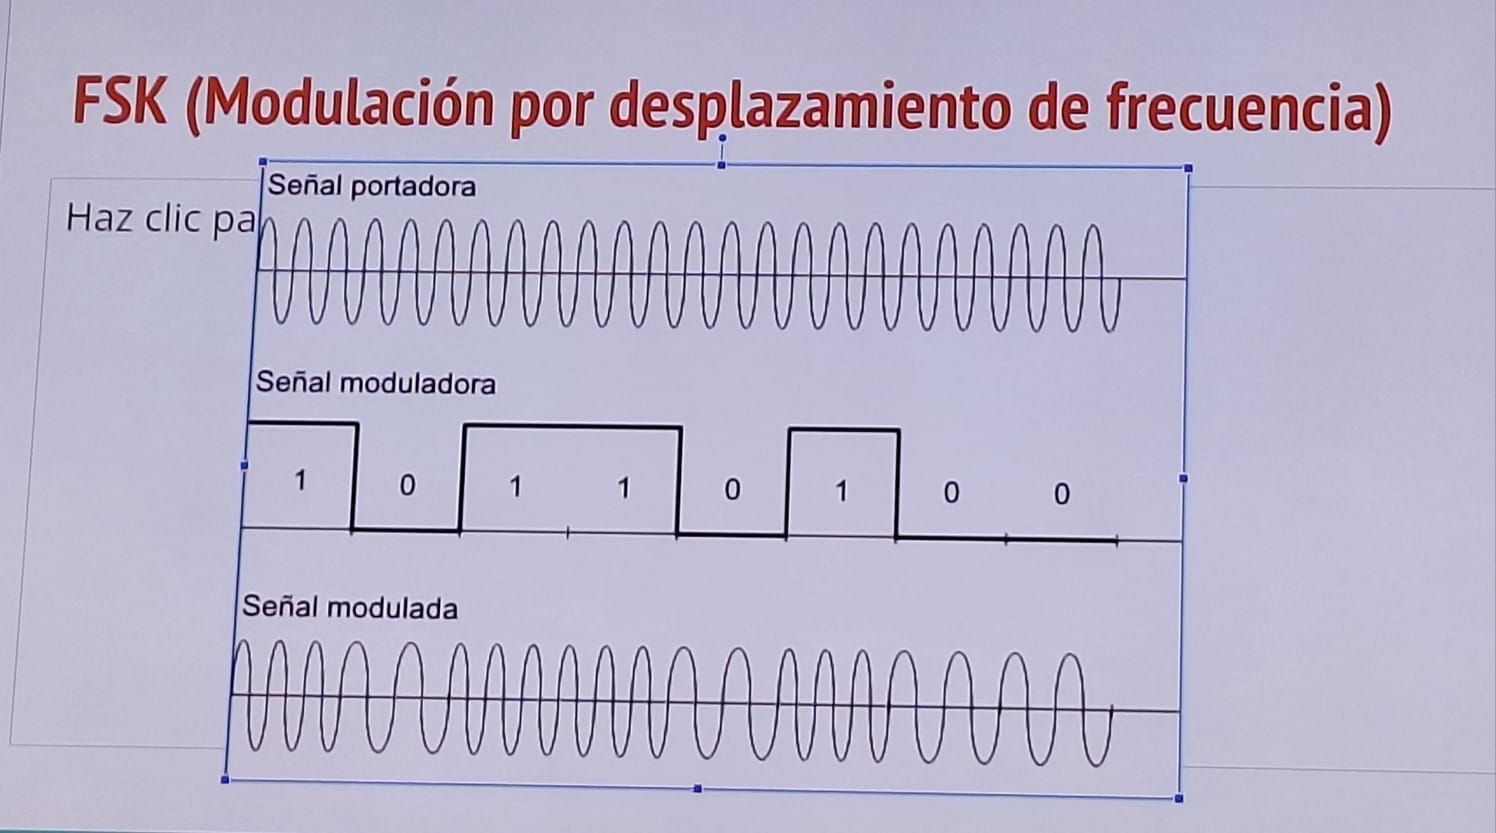 FSK (Modulación por desplazamiento de frecuencia)
Haz clic pa
Señal portadora
Señal moduladora
1 0 1 1 0 1 0 0
Señal modulada